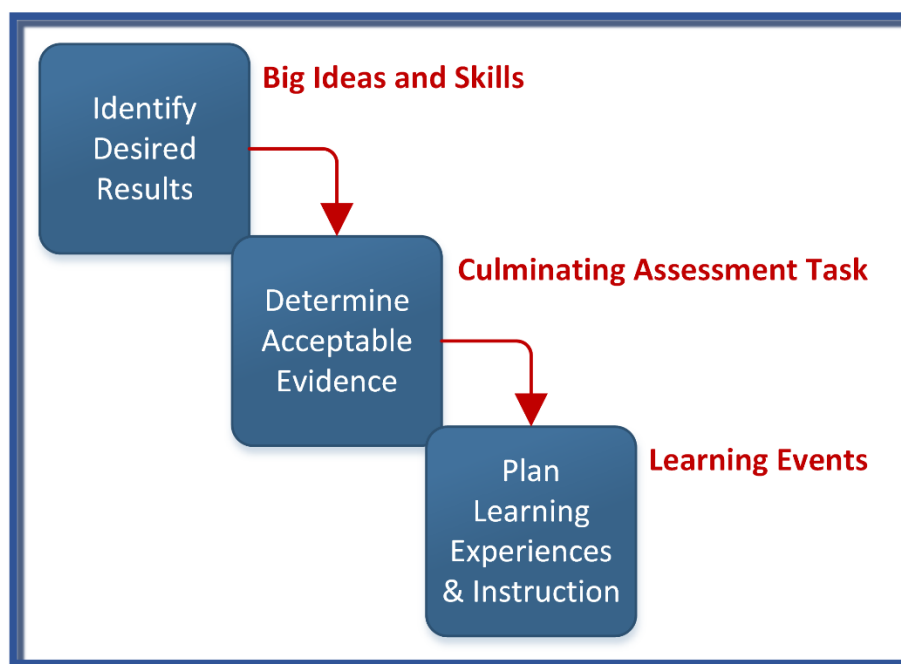 Big Ideas and Skills
Identify
Desired
Results
Culminating Assessment Task
Determine
Acceptable
Evidence
Learning Events
Plan
Learning
Experiences
& Instruction